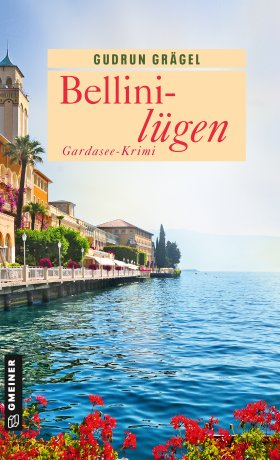 GUDRUN GRÄGEL
Bellini-
lügen
Gardasee-Krimi
GMEINER